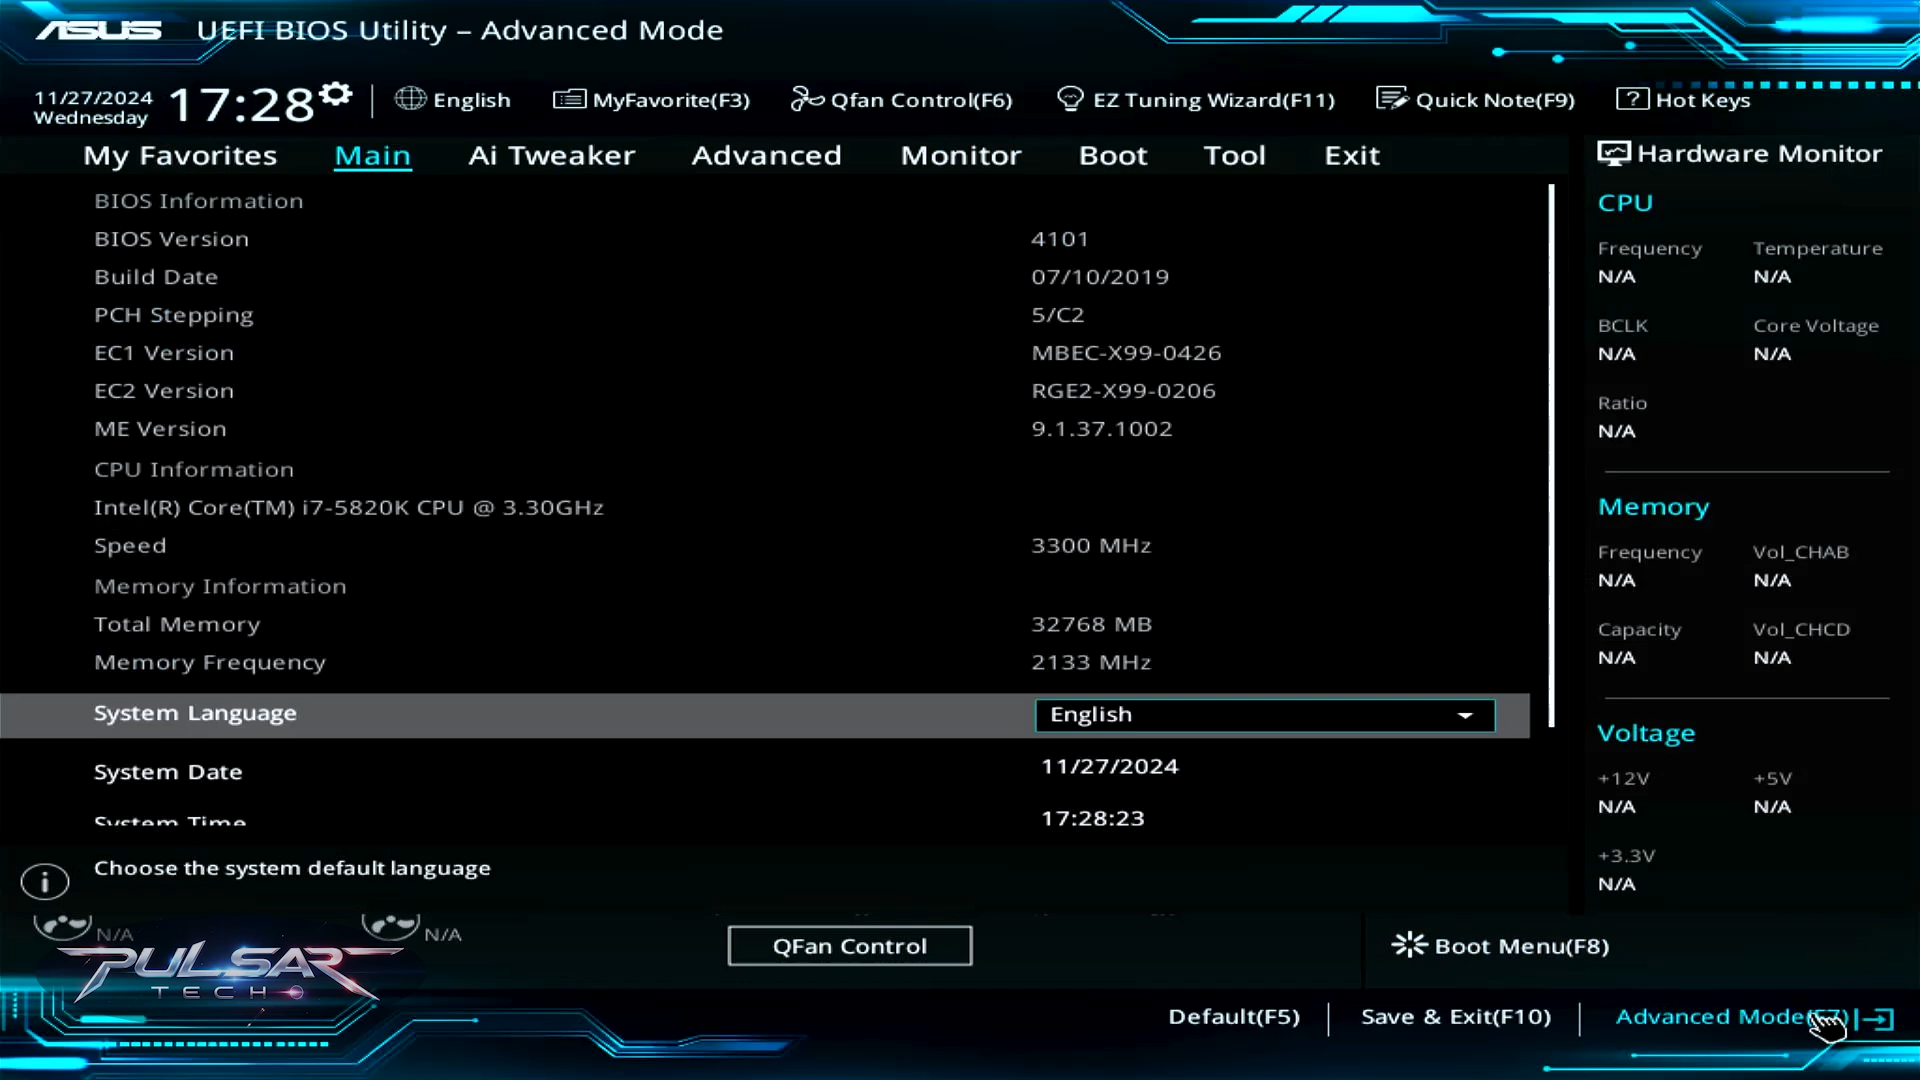 ASUS UEFI BIOS Utility – Advanced Mode
11/27/2024
Wednesday
17:28
English
MyFavorite(F3)
Qfan Control(F6)
EZ Tuning Wizard(F11)
Quick Note(F9)
? Hot Keys
My Favorites Main Ai Tweaker Advanced Monitor Boot Tool Exit
BIOS Information
BIOS Version 4101
Build Date 07/10/2019
PCH Stepping 5/C2
EC1 Version MBEC-X99-0426
EC2 Version RGE2-X99-0206
ME Version 9.1.37.1002
CPU Information
Intel(R) Core(TM) i7-5820K CPU @ 3.30GHz
Speed 3300 MHz
Memory Information
Total Memory 32768 MB
Memory Frequency 2133 MHz
System Language English
System Date 11/27/2024
System Time 17:28:23
i Choose the system default language
Hardware Monitor
CPU
Frequency Temperature
N/A N/A
BCLK Core Voltage
N/A N/A
Ratio
N/A
Memory
Frequency Vol_CHAB
N/A N/A
Capacity Vol_CHCD
N/A N/A
Voltage
+12V +5V
N/A N/A
+3.3V
N/A
N/A N/A
QFan Control
Boot Menu(F8)
PULSAR
TECH
Default(F5) Save & Exit(F10) Advanced Mode(F7)